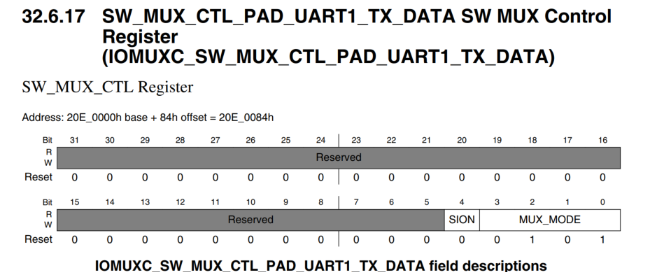 32.6.17 SW_MUX_CTL_PAD_UART1_TX_DATA SW MUX Control
Register
(IOMUXC_SW_MUX_CTL_PAD_UART1_TX_DATA)
SW_MUX_CTL Register
Address: 20E_0000h base + 84h offset = 20E_0084h
Bit 31 30 29 28 27 26 25 24 23 22 21 20 19 18 17 16
R
Reserved
W
Reset 0 0 0 0 0 0 0 0 0 0 0 0 0 0 0 0
Bit 15 14 13 12 11 10 9 8 7 6 5 4 3 2 1 0
R
Reserved SION MUX_MODE
W
Reset 0 0 0 0 0 0 0 0 0 0 0 0 0 1 0 1
IOMUXC_SW_MUX_CTL_PAD_UART1_TX_DATA field descriptions